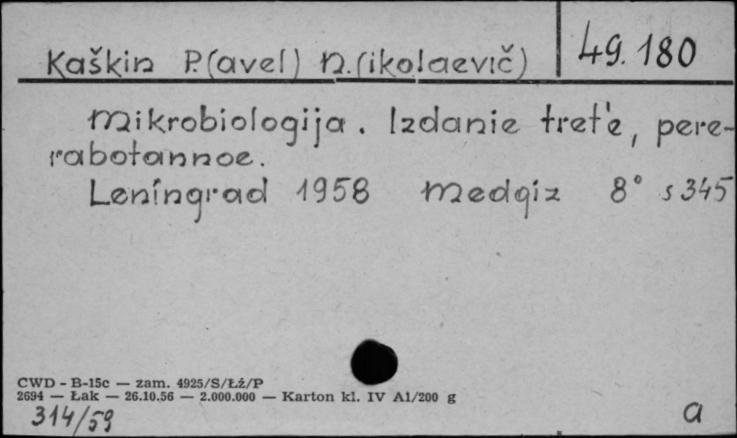 Kaškin P.(avel) N.(ikolaevič) 49.180
Mikrobiologija. Izdanie tret'e, pere-
rabotannoe.
Leningrad 1958 Medgiz 8° s 345
CWD - B-15c — zam. 4925/S/Łź/P
2694 — Łak — 26.10.56 — 2.000.000 — Karton kl. IV A1/200 g
314/59 a